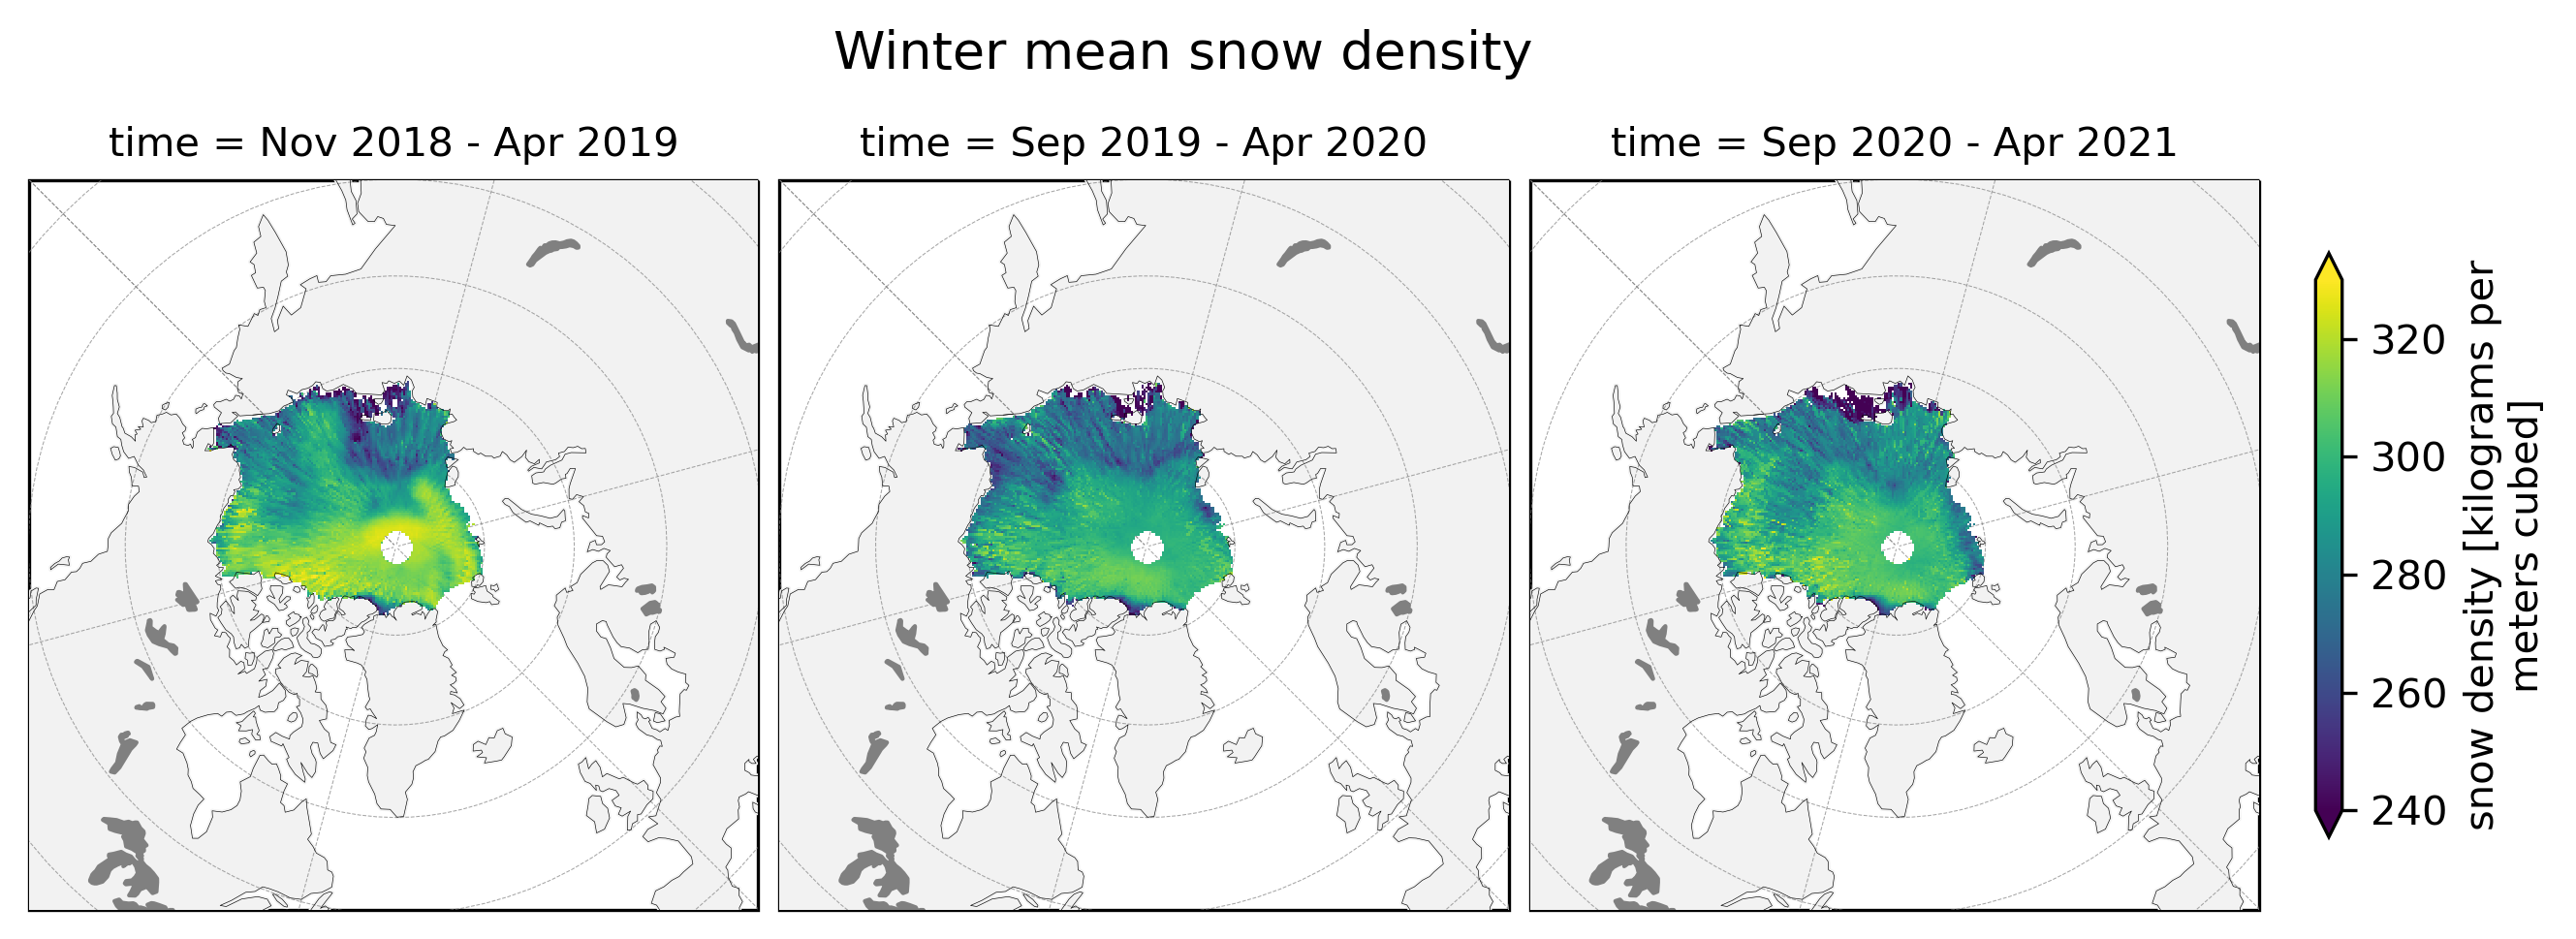 Winter mean snow density
time = Nov 2018 - Apr 2019
time = Sep 2019 - Apr 2020
time = Sep 2020 - Apr 2021
320
300
280
260
240
snow density [kilograms per
meters cubed]